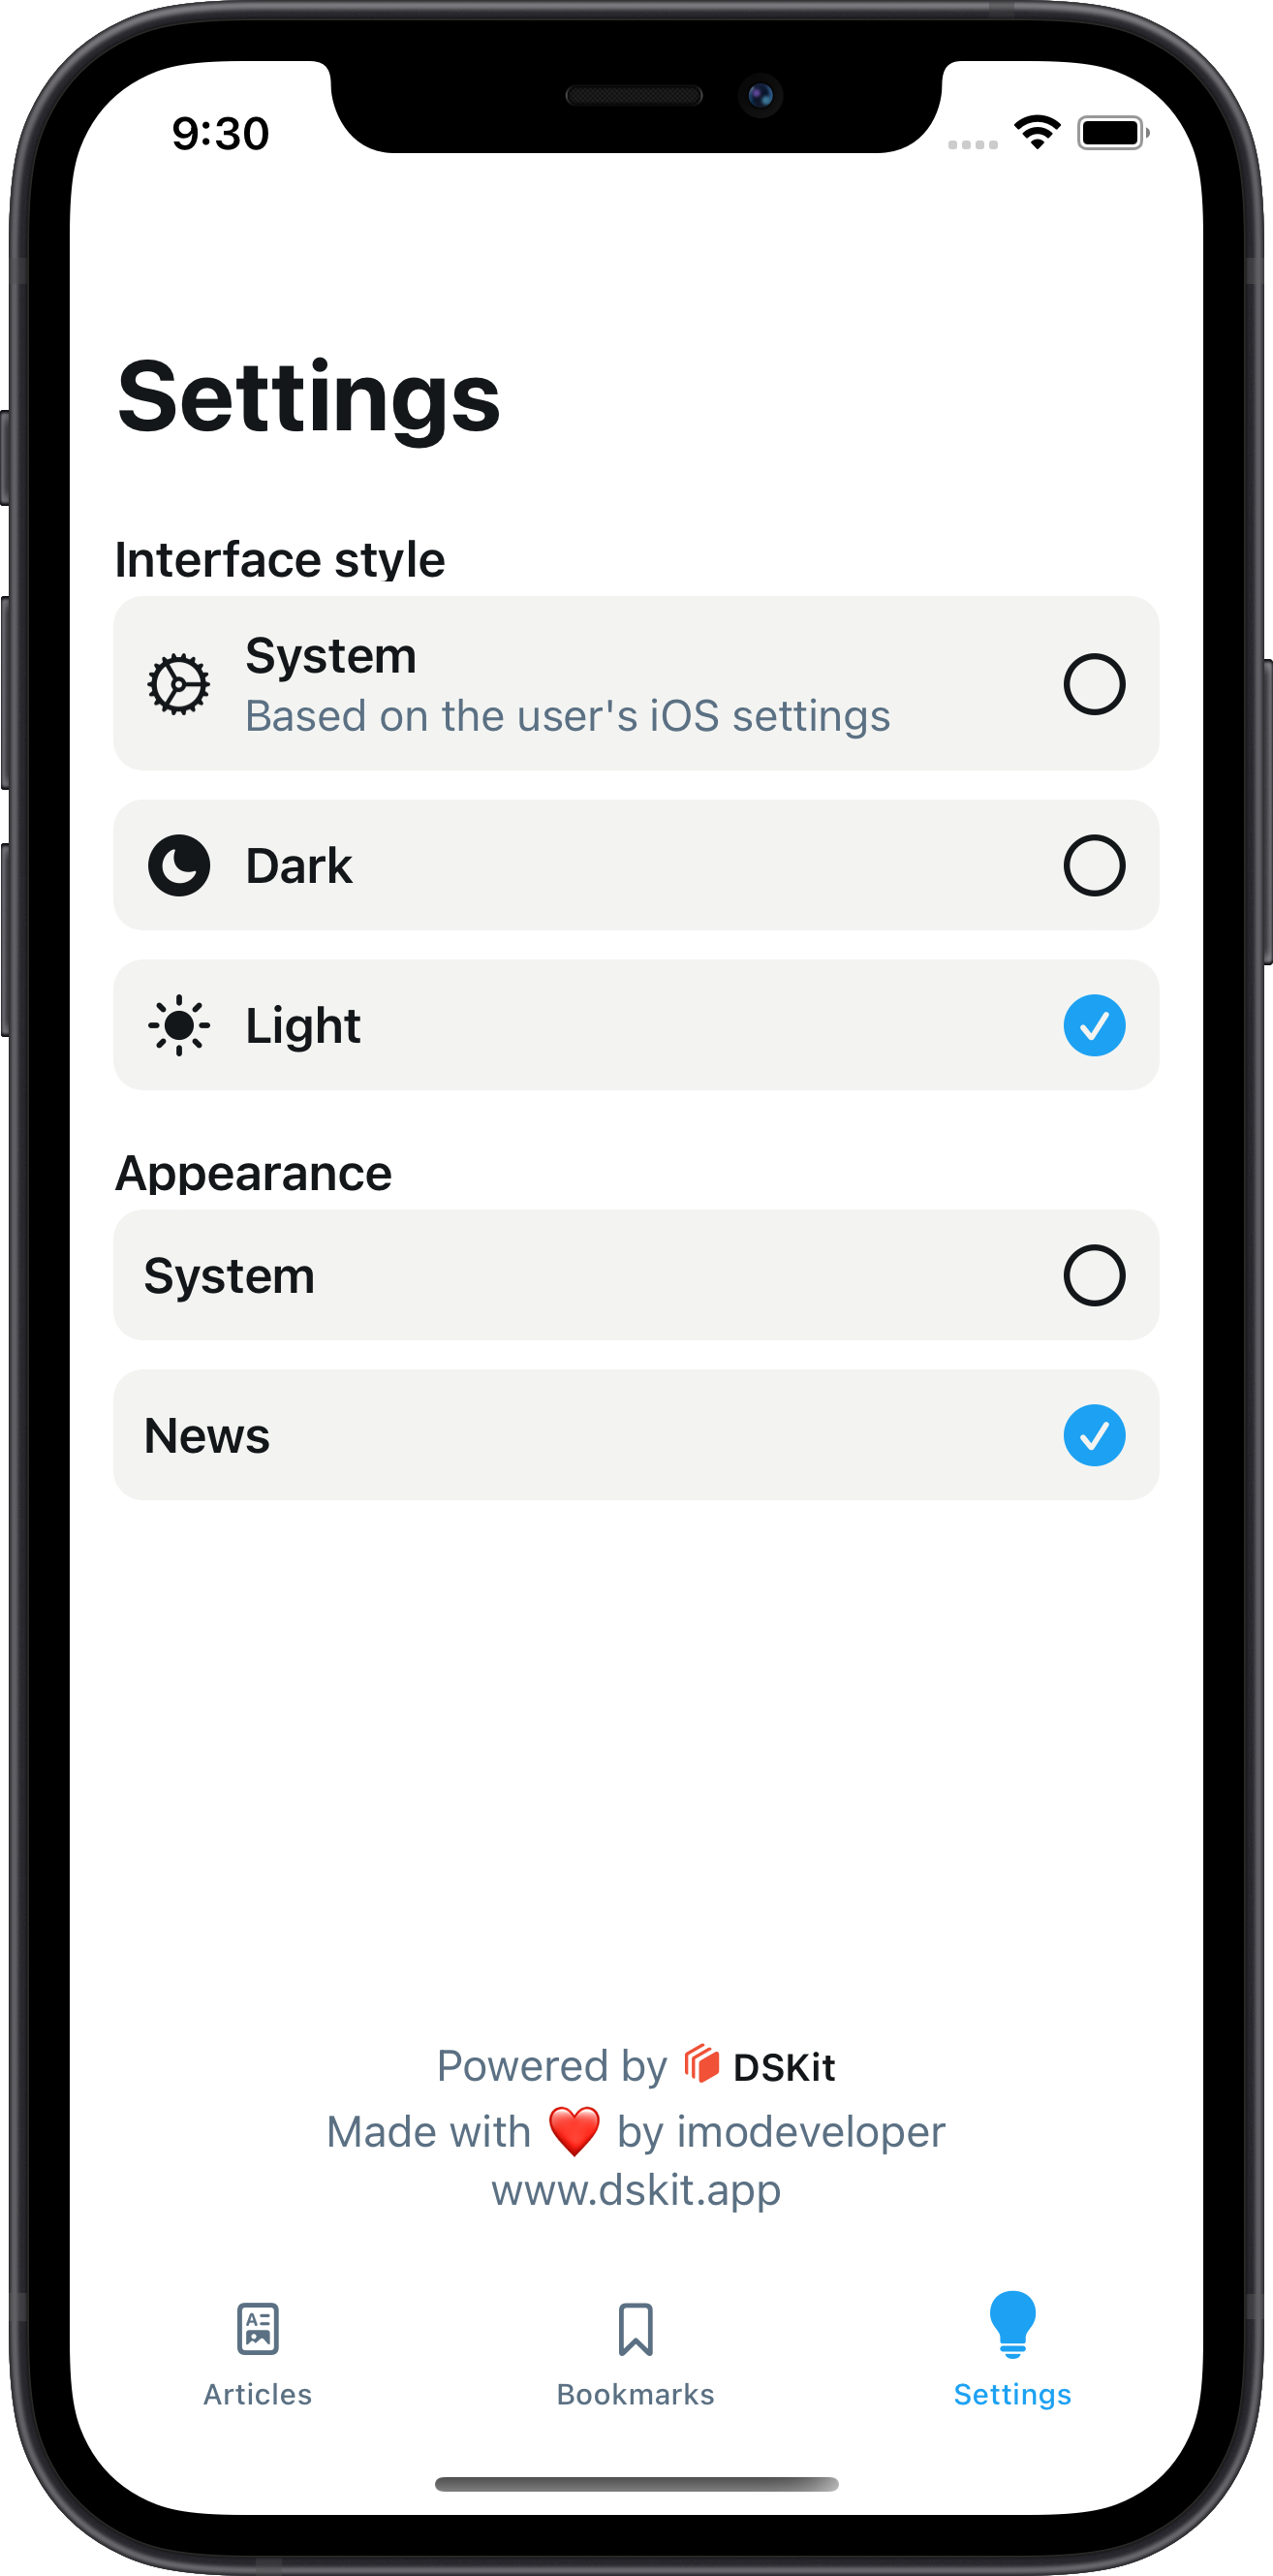 9:30
Settings
Interface style
System
Based on the user's iOS settings
Dark
Light
Appearance
System
News
Powered by DSKit
Made with ❤️ by imodeveloper
www.dskit.app
Articles
Bookmarks
Settings